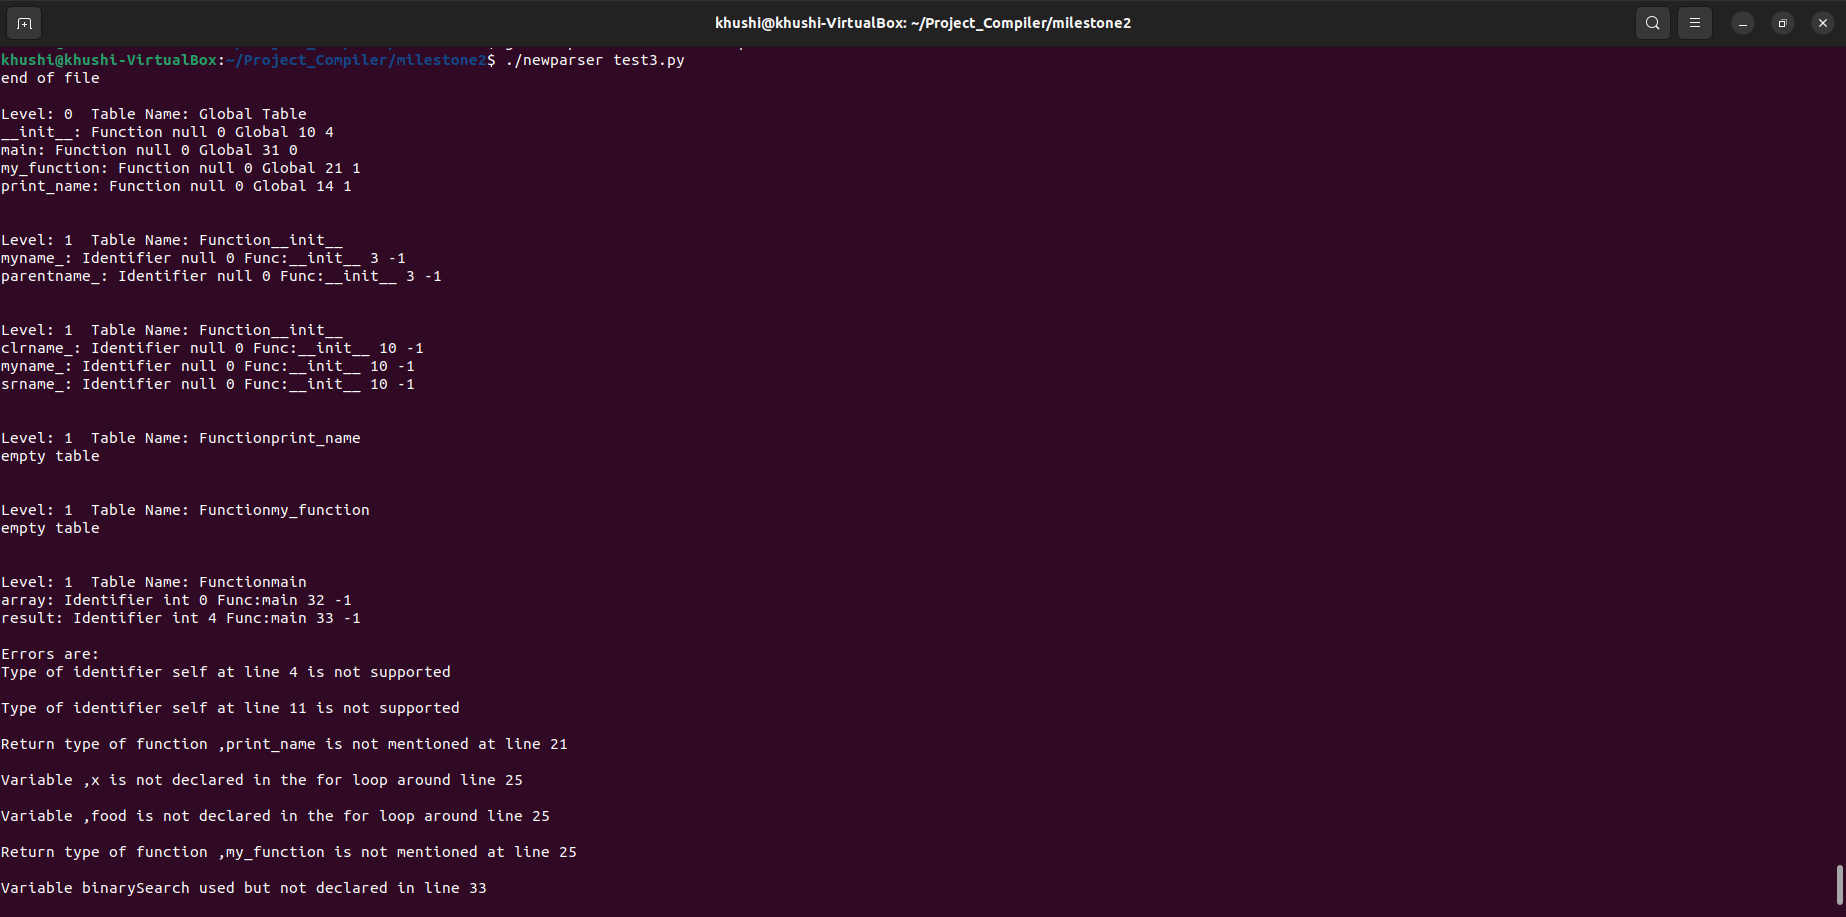 khushi@khushi-VirtualBox: ~/Project_Compiler/milestone2
khushi@khushi-VirtualBox:~/Project_Compiler/milestone2$ ./newparser test3.py
end of file
Level: 0  Table Name: Global Table
__init__: Function null 0 Global 10 4
main: Function null 0 Global 31 0
my_function: Function null 0 Global 21 1
print_name: Function null 0 Global 14 1
Level: 1  Table Name: Function__init__
myname_: Identifier null 0 Func:__init__ 3 -1
parentname_: Identifier null 0 Func:__init__ 3 -1
Level: 1  Table Name: Function__init__
clrname_: Identifier null 0 Func:__init__ 10 -1
myname_: Identifier null 0 Func:__init__ 10 -1
srname_: Identifier null 0 Func:__init__ 10 -1
Level: 1  Table Name: Functionprint_name
empty table
Level: 1  Table Name: Functionmy_function
empty table
Level: 1  Table Name: Functionmain
array: Identifier int 0 Func:main 32 -1
result: Identifier int 4 Func:main 33 -1
Errors are:
Type of identifier self at line 4 is not supported
Type of identifier self at line 11 is not supported
Return type of function ,print_name is not mentioned at line 21
Variable ,x is not declared in the for loop around line 25
Variable ,food is not declared in the for loop around line 25
Return type of function ,my_function is not mentioned at line 25
Variable binarySearch used but not declared in line 33